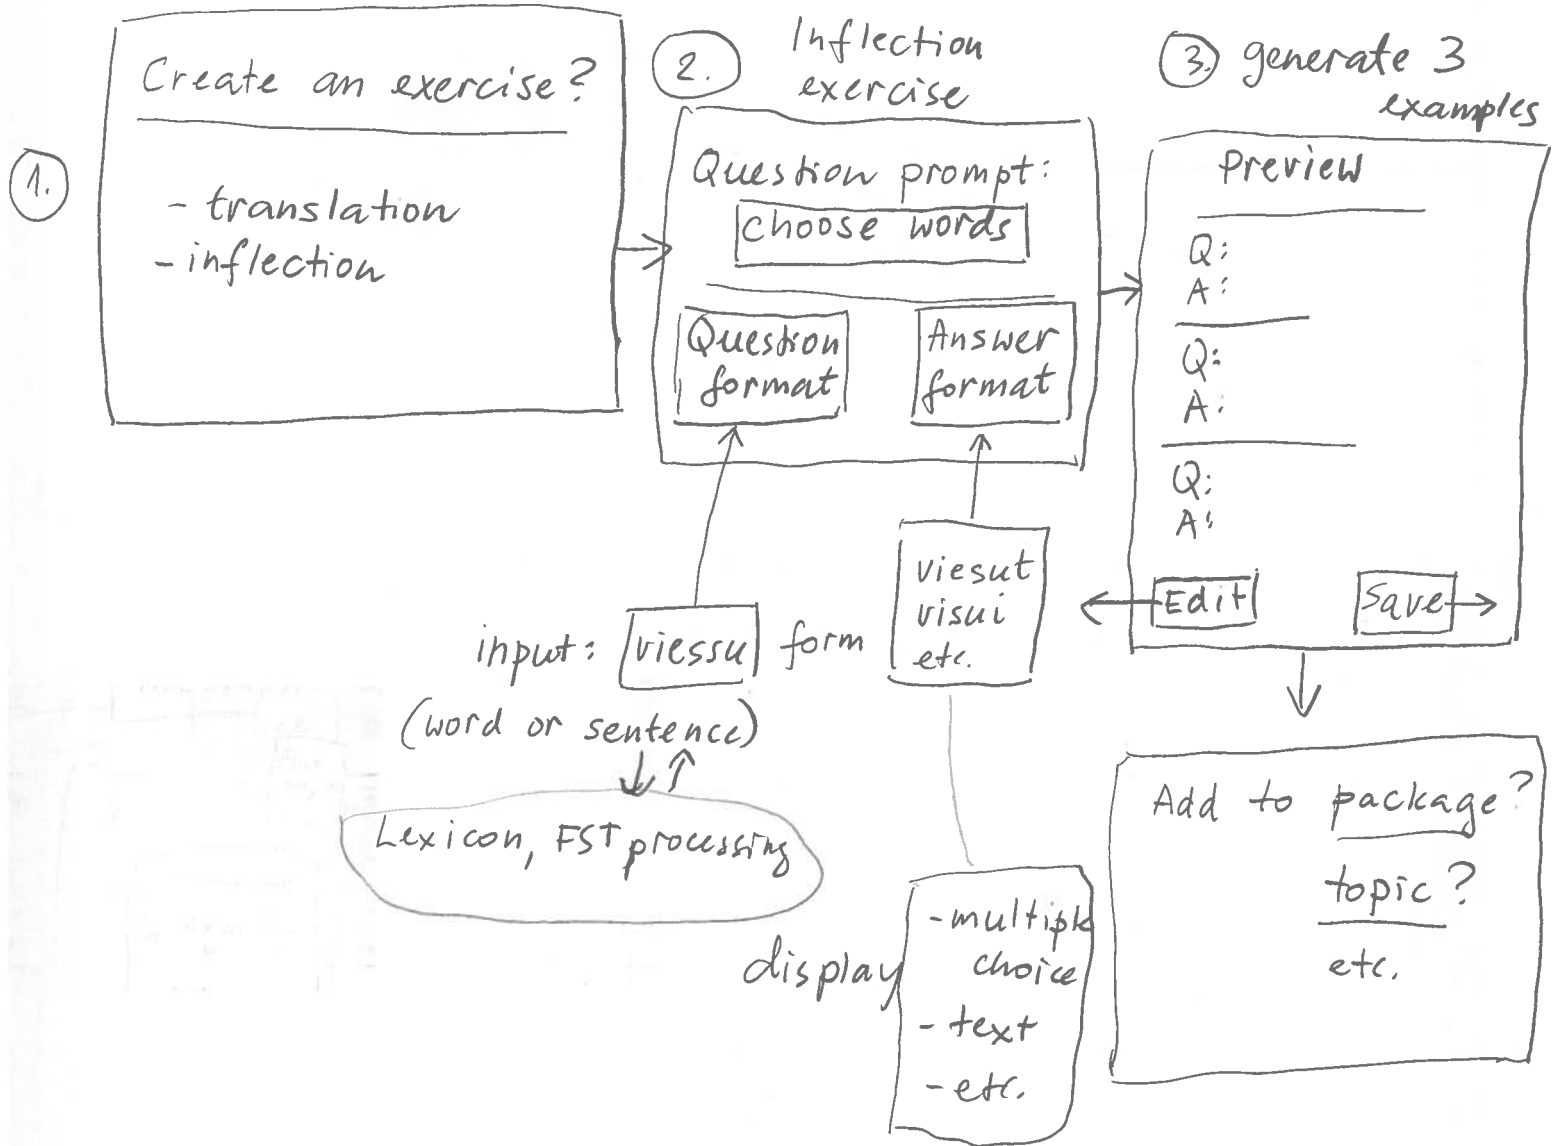 1.
Create an exercise?
- translation
- inflection
2.
Inflection
exercise
Question prompt:
choose words
Question
format
Answer
format
input: viessu form
(word or sentence)
Lexicon, FST processing
viesut
visui
etc.
display
- multiple
choice
- text
- etc.
3. generate 3
examples
Preview
Q:
A:
Q:
A:
Q:
A:
Edit
Save
Add to package?
topic?
etc.